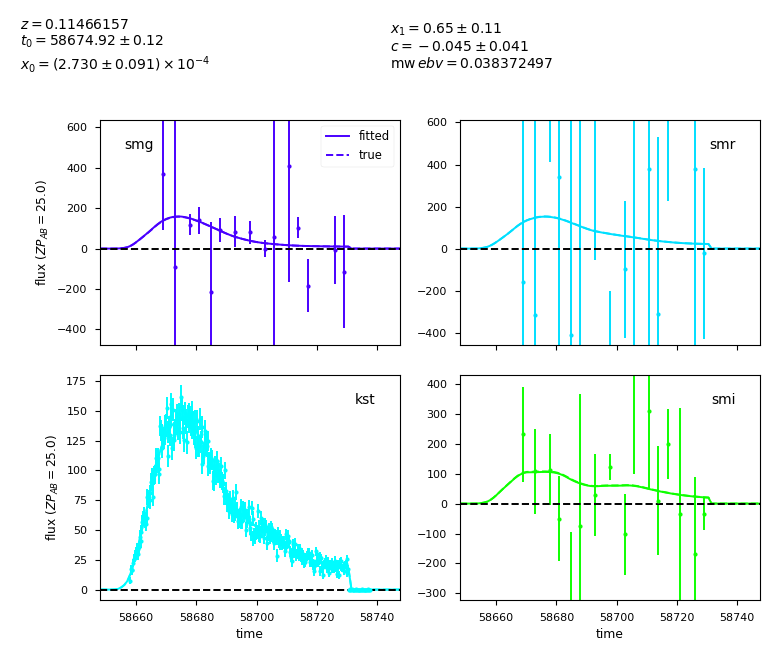 z = 0.11466157
t₀ = 58674.92 ± 0.12
x₀ = (2.730 ± 0.091) × 10⁻⁴
x₁ = 0.65 ± 0.11
c = −0.045 ± 0.041
mw ebv = 0.038372497
smg
fitted
true
600
400
200
0
−200
−400
flux (ZP_AB = 25.0)
smr
600
400
200
0
−200
−400
kst
175
150
125
100
75
50
25
0
flux (ZP_AB = 25.0)
58660 58680 58700 58720 58740
time
smi
400
300
200
100
0
−100
−200
−300
58660 58680 58700 58720 58740
time